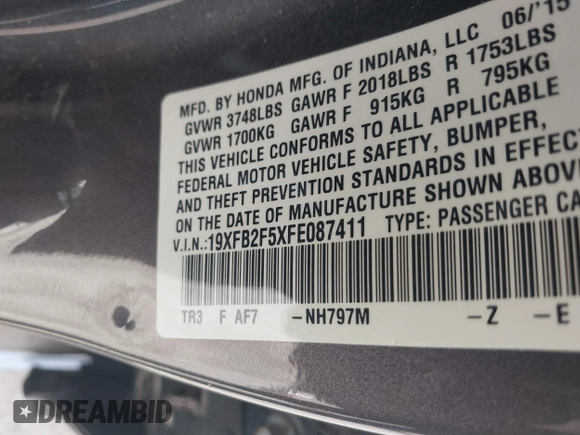 MFD. BY HONDA MFG. OF INDIANA, LLC 06/'15
GVWR 3748LBS GAWR F 2018LBS R 1753LBS
GVWR 1700KG GAWR F 915KG R 795KG
THIS VEHICLE CONFORMS TO ALL APPLICABLE
FEDERAL MOTOR VEHICLE SAFETY, BUMPER,
AND THEFT PREVENTION STANDARDS IN EFFEC
ON THE DATE OF MANUFACTURE SHOWN ABOVE
V.I.N.:19XFB2F5XFE087411 TYPE: PASSENGER CA
TR3 F AF7 -NH797M -Z -E
DREAMBID